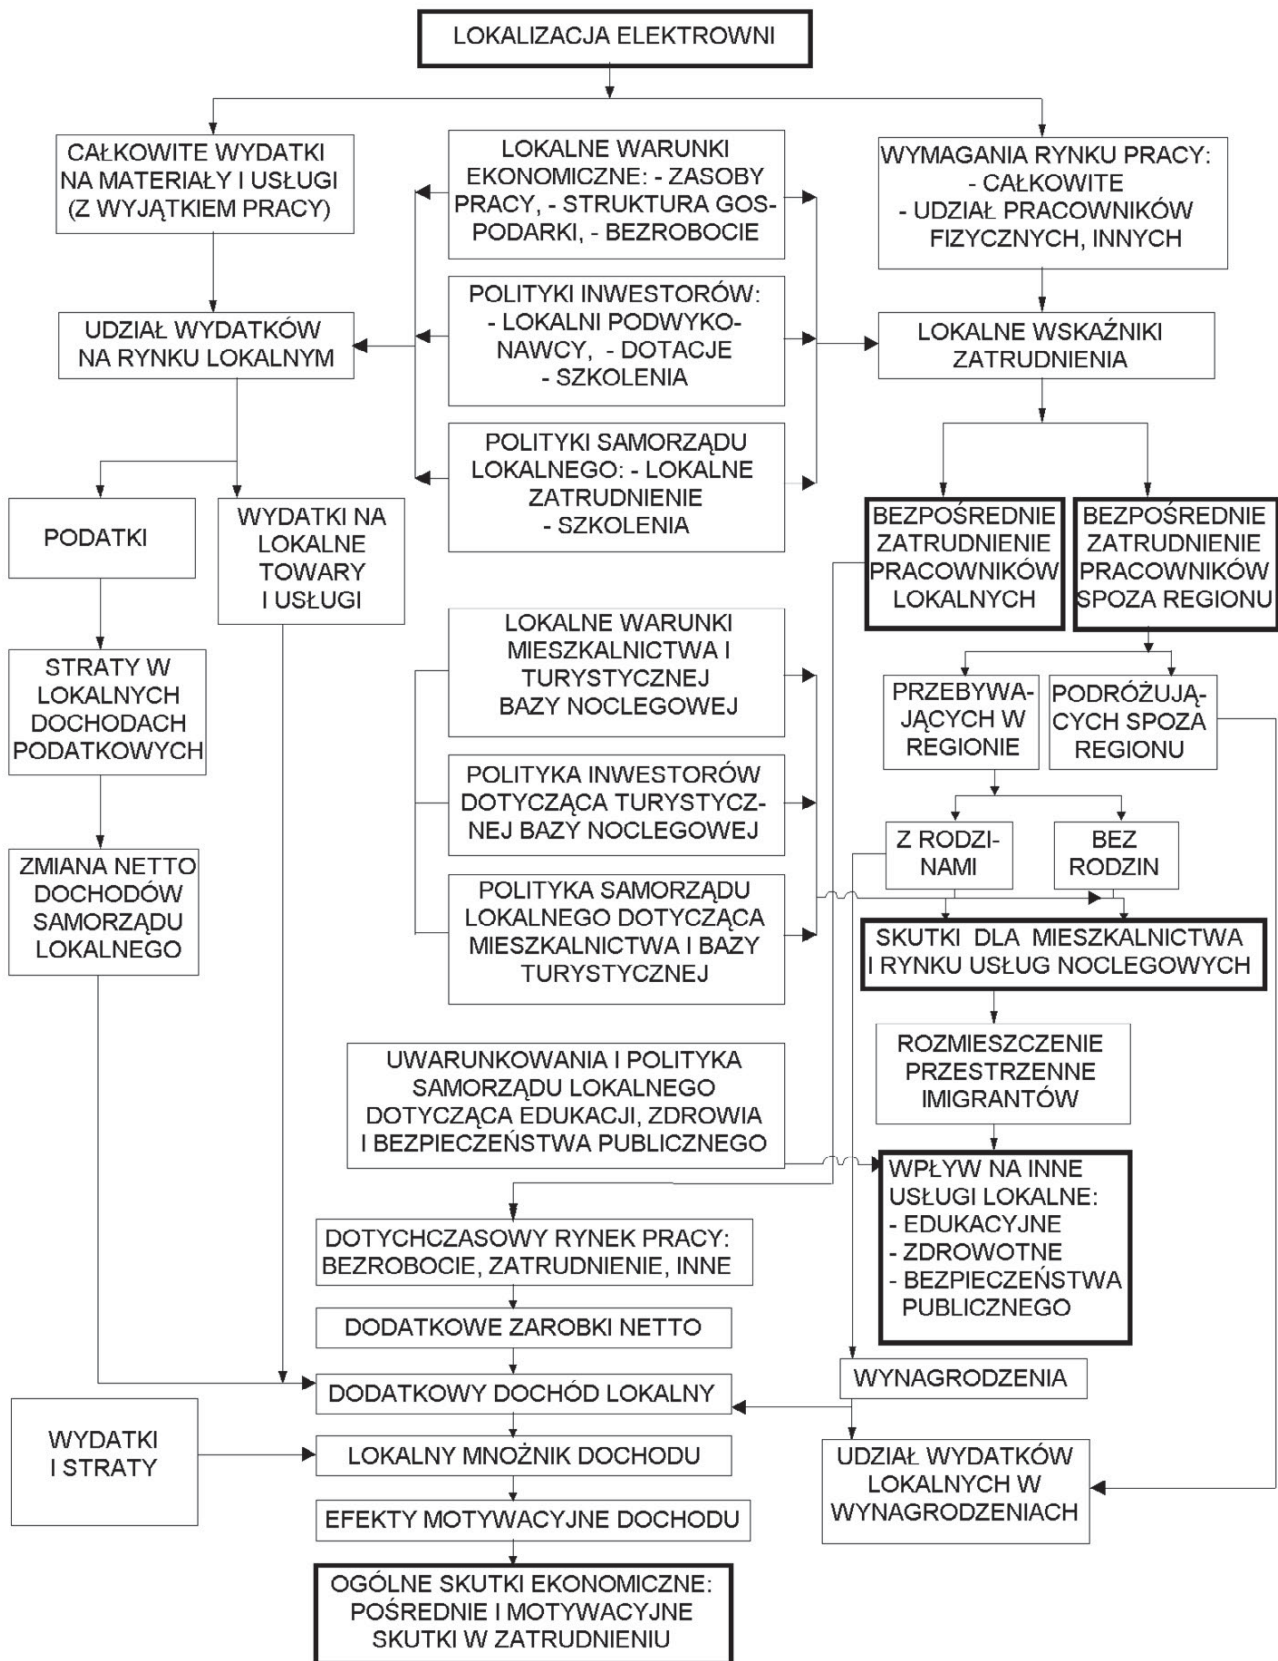 LOKALIZACJA ELEKTROWNI
CAŁKOWITE WYDATKI
NA MATERIAŁY I USŁUGI
(Z WYJĄTKIEM PRACY)
LOKALNE WARUNKI
EKONOMICZNE: - ZASOBY
PRACY, - STRUKTURA GOS-
PODARKI, - BEZROBOCIE
WYMAGANIA RYNKU PRACY:
- CAŁKOWITE
- UDZIAŁ PRACOWNIKÓW
FIZYCZNYCH, INNYCH
UDZIAŁ WYDATKÓW
NA RYNKU LOKALNYM
POLITYKI INWESTORÓW:
- LOKALNI PODWYKO-
NAWCY, - DOTACJE
- SZKOLENIA
LOKALNE WSKAŹNIKI
ZATRUDNIENIA
POLITYKI SAMORZĄDU
LOKALNEGO: - LOKALNE
ZATRUDNIENIE
- SZKOLENIA
PODATKI
WYDATKI NA
LOKALNE
TOWARY
I USŁUGI
BEZPOŚREDNIE
ZATRUDNIENIE
PRACOWNIKÓW
LOKALNYCH
BEZPOŚREDNIE
ZATRUDNIENIE
PRACOWNIKÓW
SPOZA REGIONU
LOKALNE WARUNKI
MIESZKALNICTWA I
TURYSTYCZNEJ
BAZY NOCLEGOWEJ
STRATY W
LOKALNYCH
DOCHODACH
PODATKOWYCH
PRZEBYWA-
JĄCYCH W
REGIONIE
PODRÓŻUJĄ-
CYCH SPOZA
REGIONU
POLITYKA INWESTORÓW
DOTYCZĄCA TURYSTYCZ-
NEJ BAZY NOCLEGOWEJ
Z RODZI-
NAMI
BEZ
RODZIN
ZMIANA NETTO
DOCHODÓW
SAMORZĄDU
LOKALNEGO
POLITYKA SAMORZĄDU
LOKALNEGO DOTYCZĄCA
MIESZKALNICTWA I BAZY
TURYSTYCZNEJ
SKUTKI DLA MIESZKALNICTWA
I RYNKU USŁUG NOCLEGOWYCH
ROZMIESZCZENIE
PRZESTRZENNE
IMIGRANTÓW
UWARUNKOWANIA I POLITYKA
SAMORZĄDU LOKALNEGO
DOTYCZĄCA EDUKACJI, ZDROWIA
I BEZPIECZEŃSTWA PUBLICZNEGO
WPŁYW NA INNE
USŁUGI LOKALNE:
- EDUKACYJNE
- ZDROWOTNE
- BEZPIECZEŃSTWA
PUBLICZNEGO
DOTYCHCZASOWY RYNEK PRACY:
BEZROBOCIE, ZATRUDNIENIE, INNE
DODATKOWE ZAROBKI NETTO
WYNAGRODZENIA
DODATKOWY DOCHÓD LOKALNY
WYDATKI
I STRATY
LOKALNY MNOŻNIK DOCHODU
UDZIAŁ WYDATKÓW
LOKALNYCH W
WYNAGRODZENIACH
EFEKTY MOTYWACYJNE DOCHODU
OGÓLNE SKUTKI EKONOMICZNE:
POŚREDNIE I MOTYWACYJNE
SKUTKI W ZATRUDNIENIU